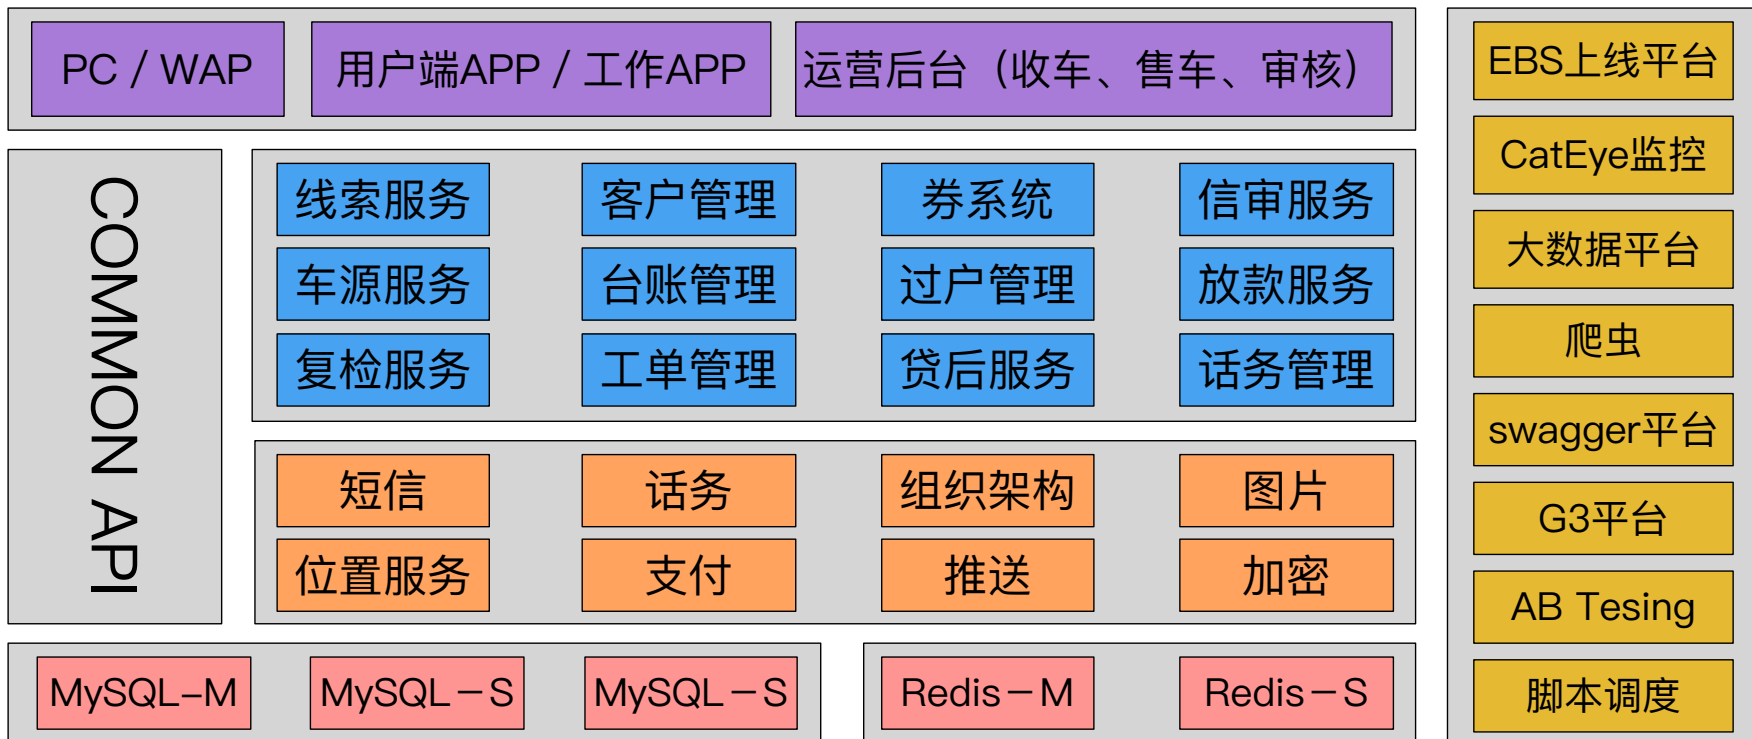 PC / WAP
用户端APP / 工作APP
运营后台（收车、售车、审核）
COMMON API
线索服务
客户管理
券系统
信审服务
车源服务
台账管理
过户管理
放款服务
复检服务
工单管理
贷后服务
话务管理
短信
话务
组织架构
图片
位置服务
支付
推送
加密
MySQL-M
MySQL－S
MySQL－S
Redis－M
Redis－S
EBS上线平台
CatEye监控
大数据平台
爬虫
swagger平台
G3平台
AB Tesing
脚本调度